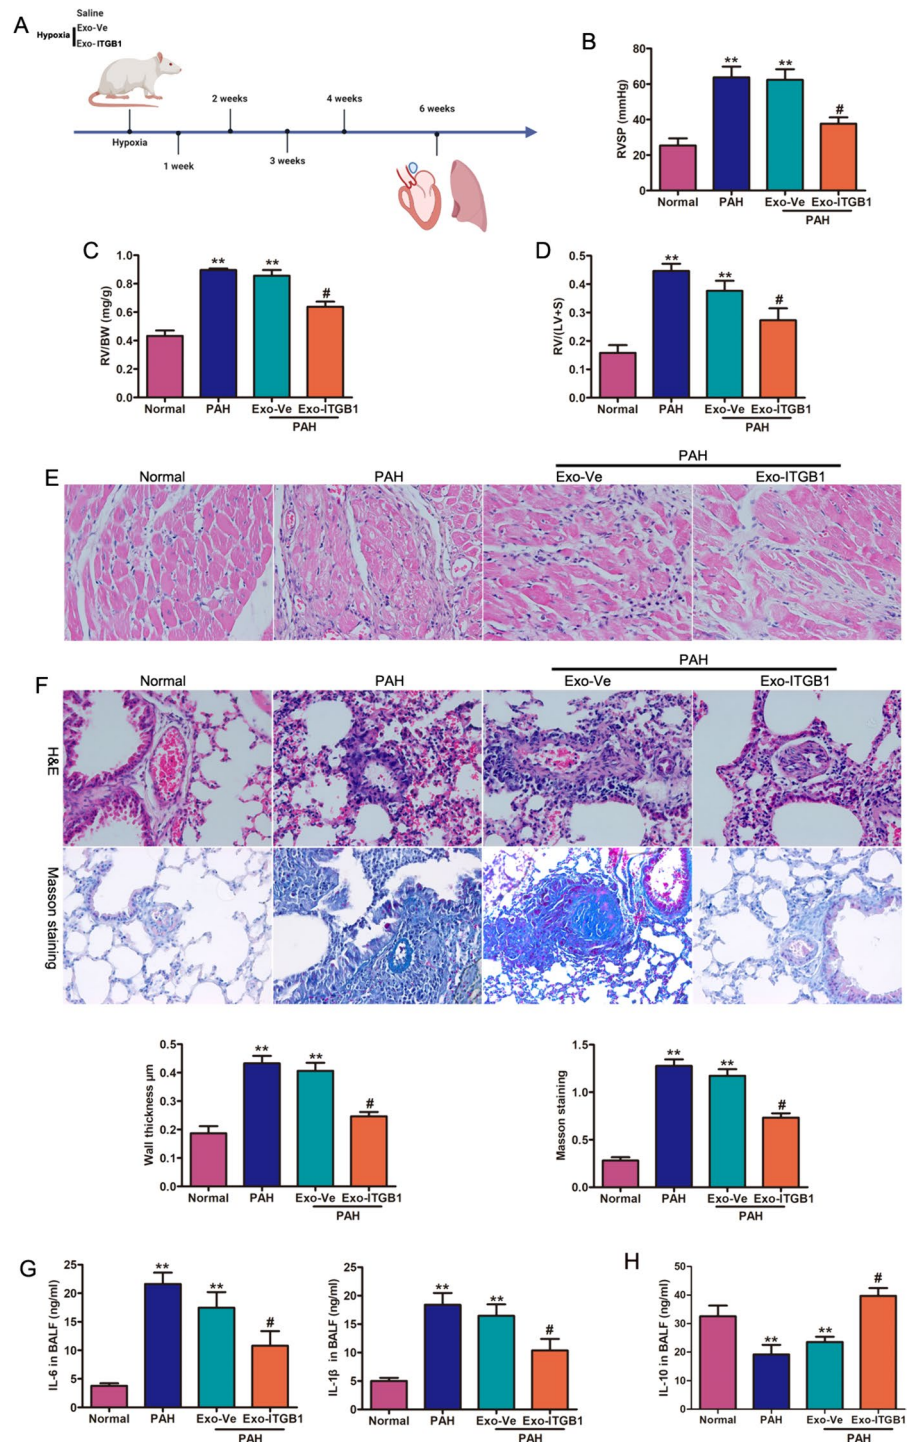 A
Saline
Hypoxia
Exo-Ve
Exo-ITGB1
2 weeks
4 weeks
6 weeks
Hypoxia
1 week
3 weeks
B
RVSP (mmHg)
80
60
40
20
0
**
**
#
Normal PAH Exo-Ve Exo-ITGB1
PAH
C
RV/BW (mg/g)
1.0
0.8
0.6
0.4
0.2
0.0
**
**
#
Normal PAH Exo-Ve Exo-ITGB1
PAH
D
RV/(LV+S)
0.5
0.4
0.3
0.2
0.1
0.0
**
**
#
Normal PAH Exo-Ve Exo-ITGB1
PAH
E
PAH
Normal PAH Exo-Ve Exo-ITGB1
F
PAH
Normal PAH Exo-Ve Exo-ITGB1
H&E
Masson staining
Wall thickness μm
0.5
0.4
0.3
0.2
0.1
0.0
**
**
#
Normal PAH Exo-Ve Exo-ITGB1
PAH
Masson staining
1.5
1.0
0.5
0.0
**
**
#
Normal PAH Exo-Ve Exo-ITGB1
PAH
G
IL-6 in BALF (ng/ml)
25
20
15
10
5
0
**
**
#
Normal PAH Exo-Ve Exo-ITGB1
PAH
IL-1β in BALF (ng/ml)
25
20
15
10
5
0
**
**
#
Normal PAH Exo-Ve Exo-ITGB1
PAH
H
IL-10 in BALF (ng/ml)
50
40
30
20
10
0
**
**
#
Normal PAH Exo-Ve Exo-ITGB1
PAH